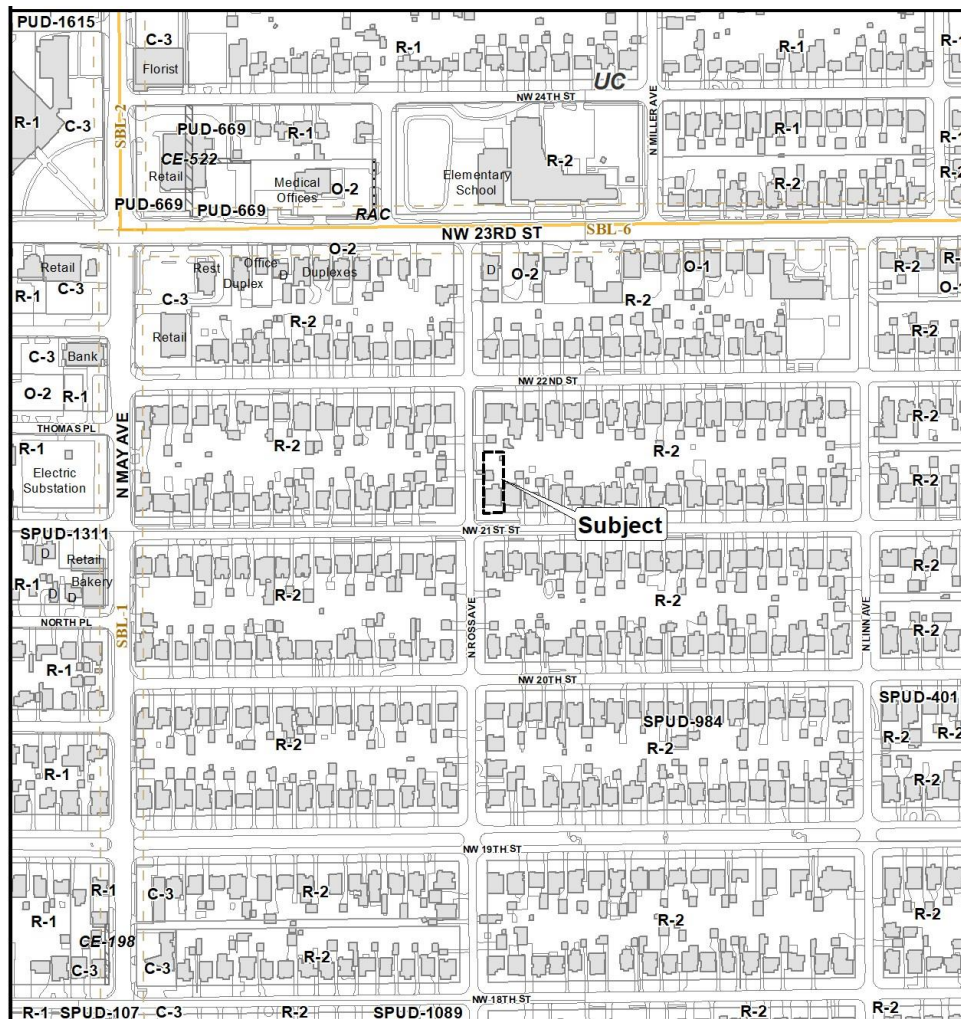 PUD-1615
C-3
Florist
R-1
R-1
R-1
UC
NW 24TH ST
N MILLER AVE
SBL-2
R-1
C-3
PUD-669
R-1
CE-522
Retail
Medical
Offices
O-2
Elementary
School
R-2
R-1
R-1
R-2
R-2
PUD-669
PUD-669
RAC
NW 23RD ST
SBL-6
Retail
R-1
C-3
Rest
Office
Duplex
D
O-2
Duplexes
C-3
R-2
Retail
D
O-2
O-1
R-2
R-2
R-2
C-3
Bank
O-2
R-1
NW 22ND ST
THOMAS PL
R-1
Electric
Substation
N MAY AVE
R-2
R-2
R-2
R-2
Subject
NW 21ST ST
SPUD-1311
D
Retail
R-1
Bakery
D
D
NORTH PL
SBL-1
R-2
N ROSS AVE
R-2
N LINN AVE
R-2
R-2
R-1
NW 20TH ST
R-1
R-2
SPUD-984
R-2
SPUD-401
R-2
R-2
R-2
NW 19TH ST
R-1
R-1
C-3
R-2
R-2
R-2
CE-198
C-3
C-3
R-2
NW 18TH ST
R-1
SPUD-107
C-3
R-2
SPUD-1089
R-2
R-2